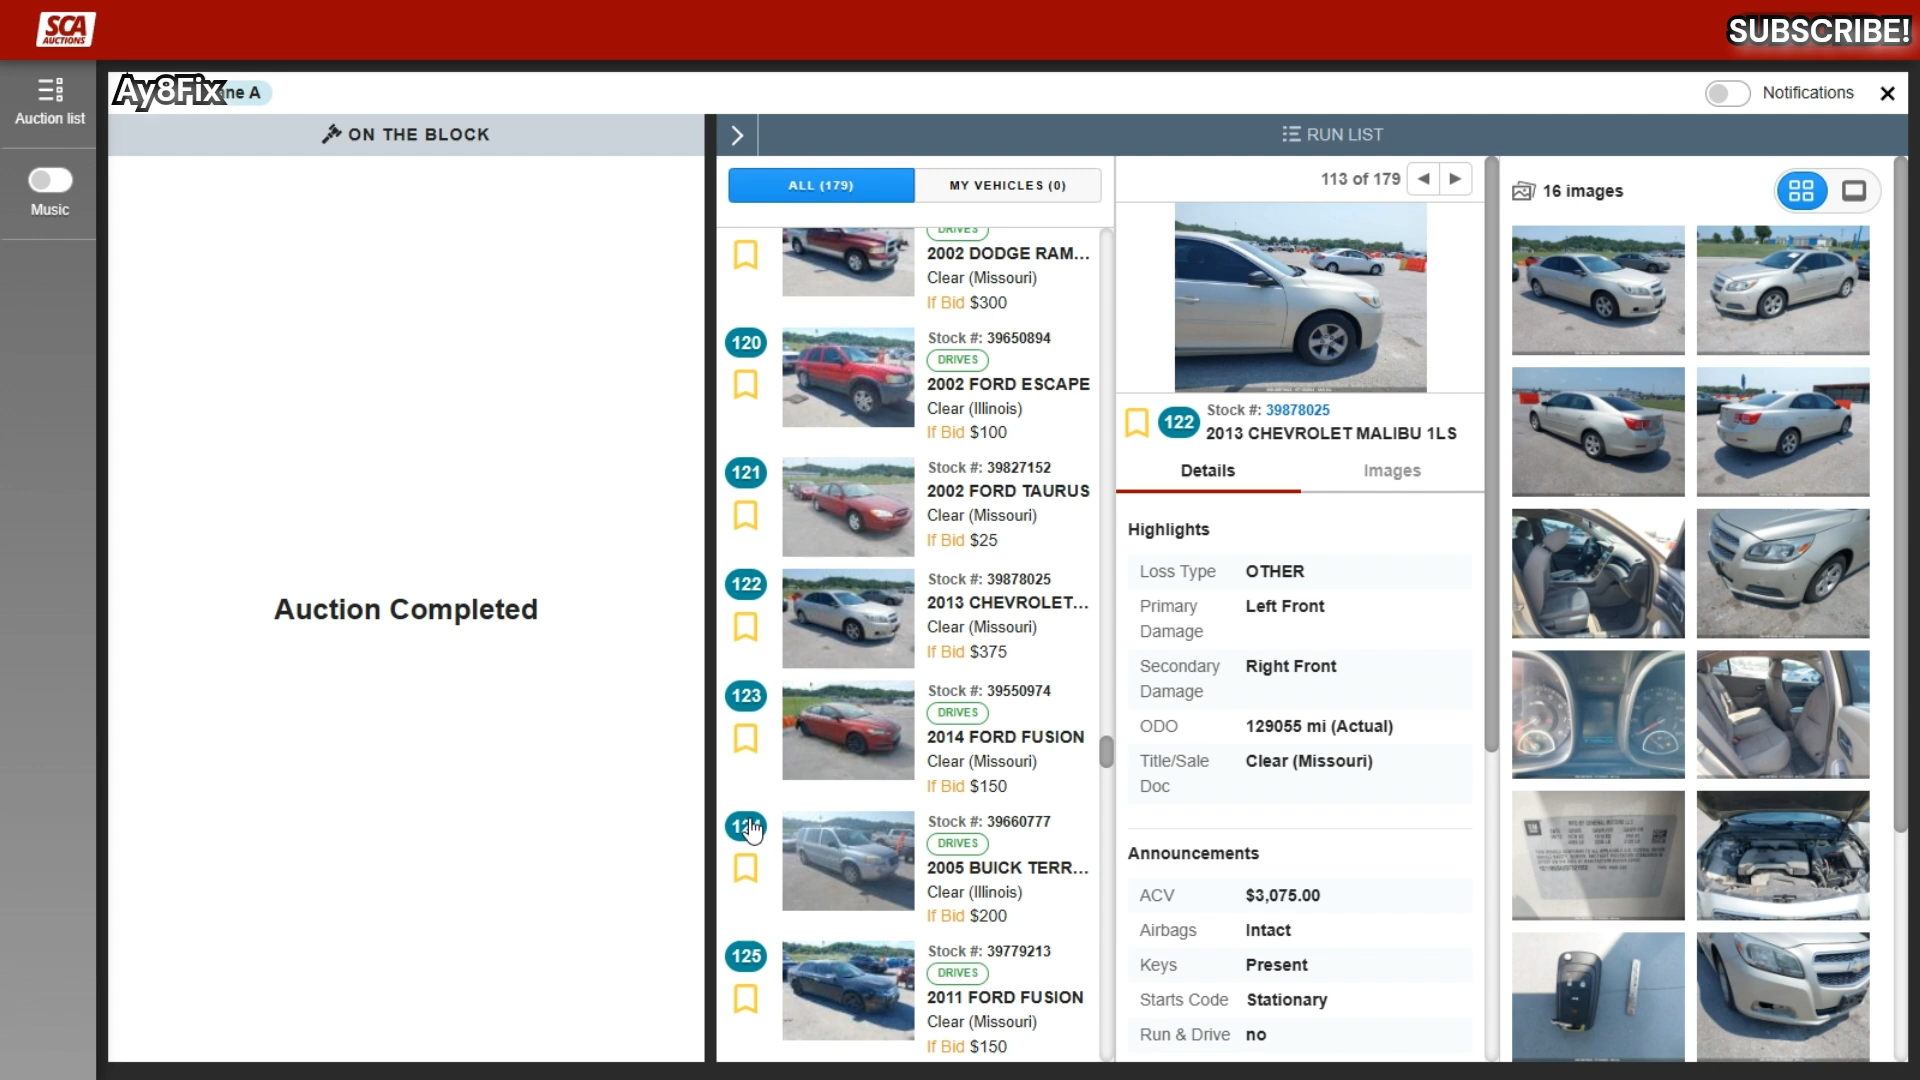 SCA
AUCTIONS
SUBSCRIBE!
Auction list
Music
Ay8Fix
ne A
Notifications
ON THE BLOCK
RUN LIST
Auction Completed
ALL (179)
MY VEHICLES (0)
DRIVES
2002 DODGE RAM...
Clear (Missouri)
If Bid $300
120
Stock #: 39650894
DRIVES
2002 FORD ESCAPE
Clear (Illinois)
If Bid $100
121
Stock #: 39827152
2002 FORD TAURUS
Clear (Missouri)
If Bid $25
122
Stock #: 39878025
2013 CHEVROLET...
Clear (Missouri)
If Bid $375
123
Stock #: 39550974
DRIVES
2014 FORD FUSION
Clear (Missouri)
If Bid $150
124
Stock #: 39660777
DRIVES
2005 BUICK TERR...
Clear (Illinois)
If Bid $200
125
Stock #: 39779213
DRIVES
2011 FORD FUSION
Clear (Missouri)
If Bid $150
113 of 179
122
Stock #: 39878025
2013 CHEVROLET MALIBU 1LS
Details
Images
Highlights
Loss Type OTHER
Primary Damage Left Front
Secondary Damage Right Front
ODO 129055 mi (Actual)
Title/Sale Doc Clear (Missouri)
Announcements
ACV $3,075.00
Airbags Intact
Keys Present
Starts Code Stationary
Run & Drive no
16 images